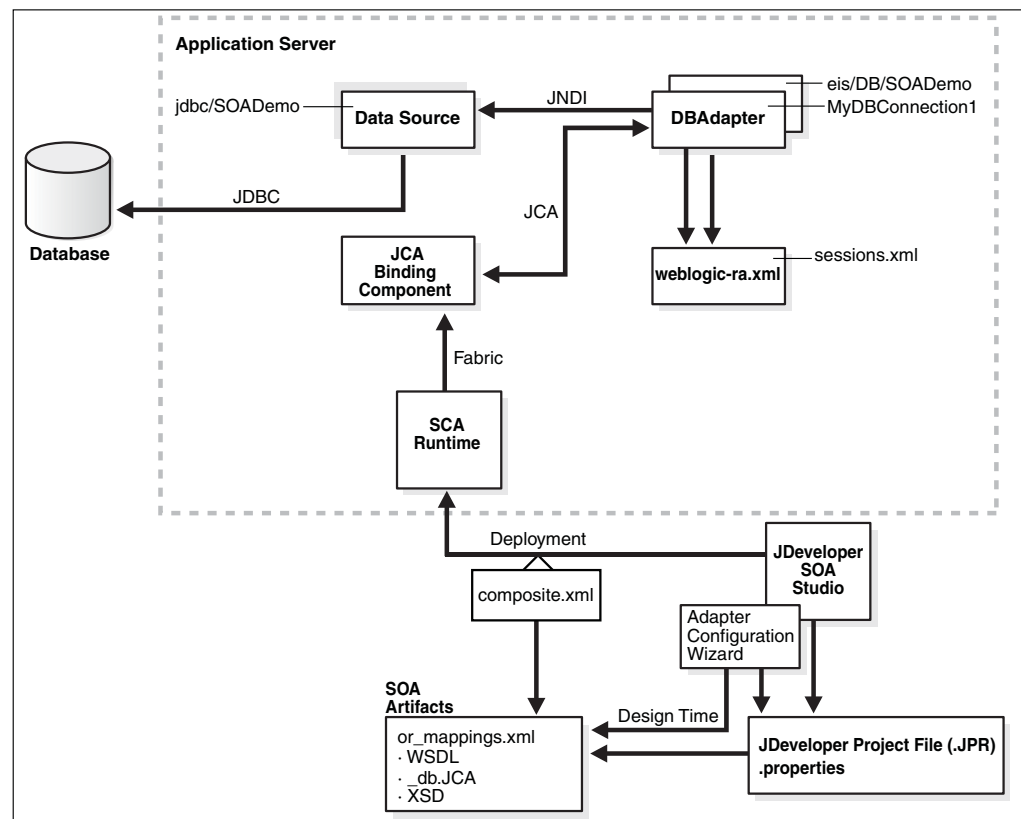 Application Server
eis/DB/SOADemo
jdbc/SOADemo
JNDI
Data Source
DBAdapter
MyDBConnection1
JDBC
JCA
Database
JCA
Binding
Component
sessions.xml
weblogic-ra.xml
Fabric
SCA
Runtime
Deployment
JDeveloper
SOA
Studio
composite.xml
Adapter
Configuration
Wizard
SOA
Artifacts
Design Time
or_mappings.xml
· WSDL
· _db.JCA
· XSD
JDeveloper Project File (.JPR)
.properties